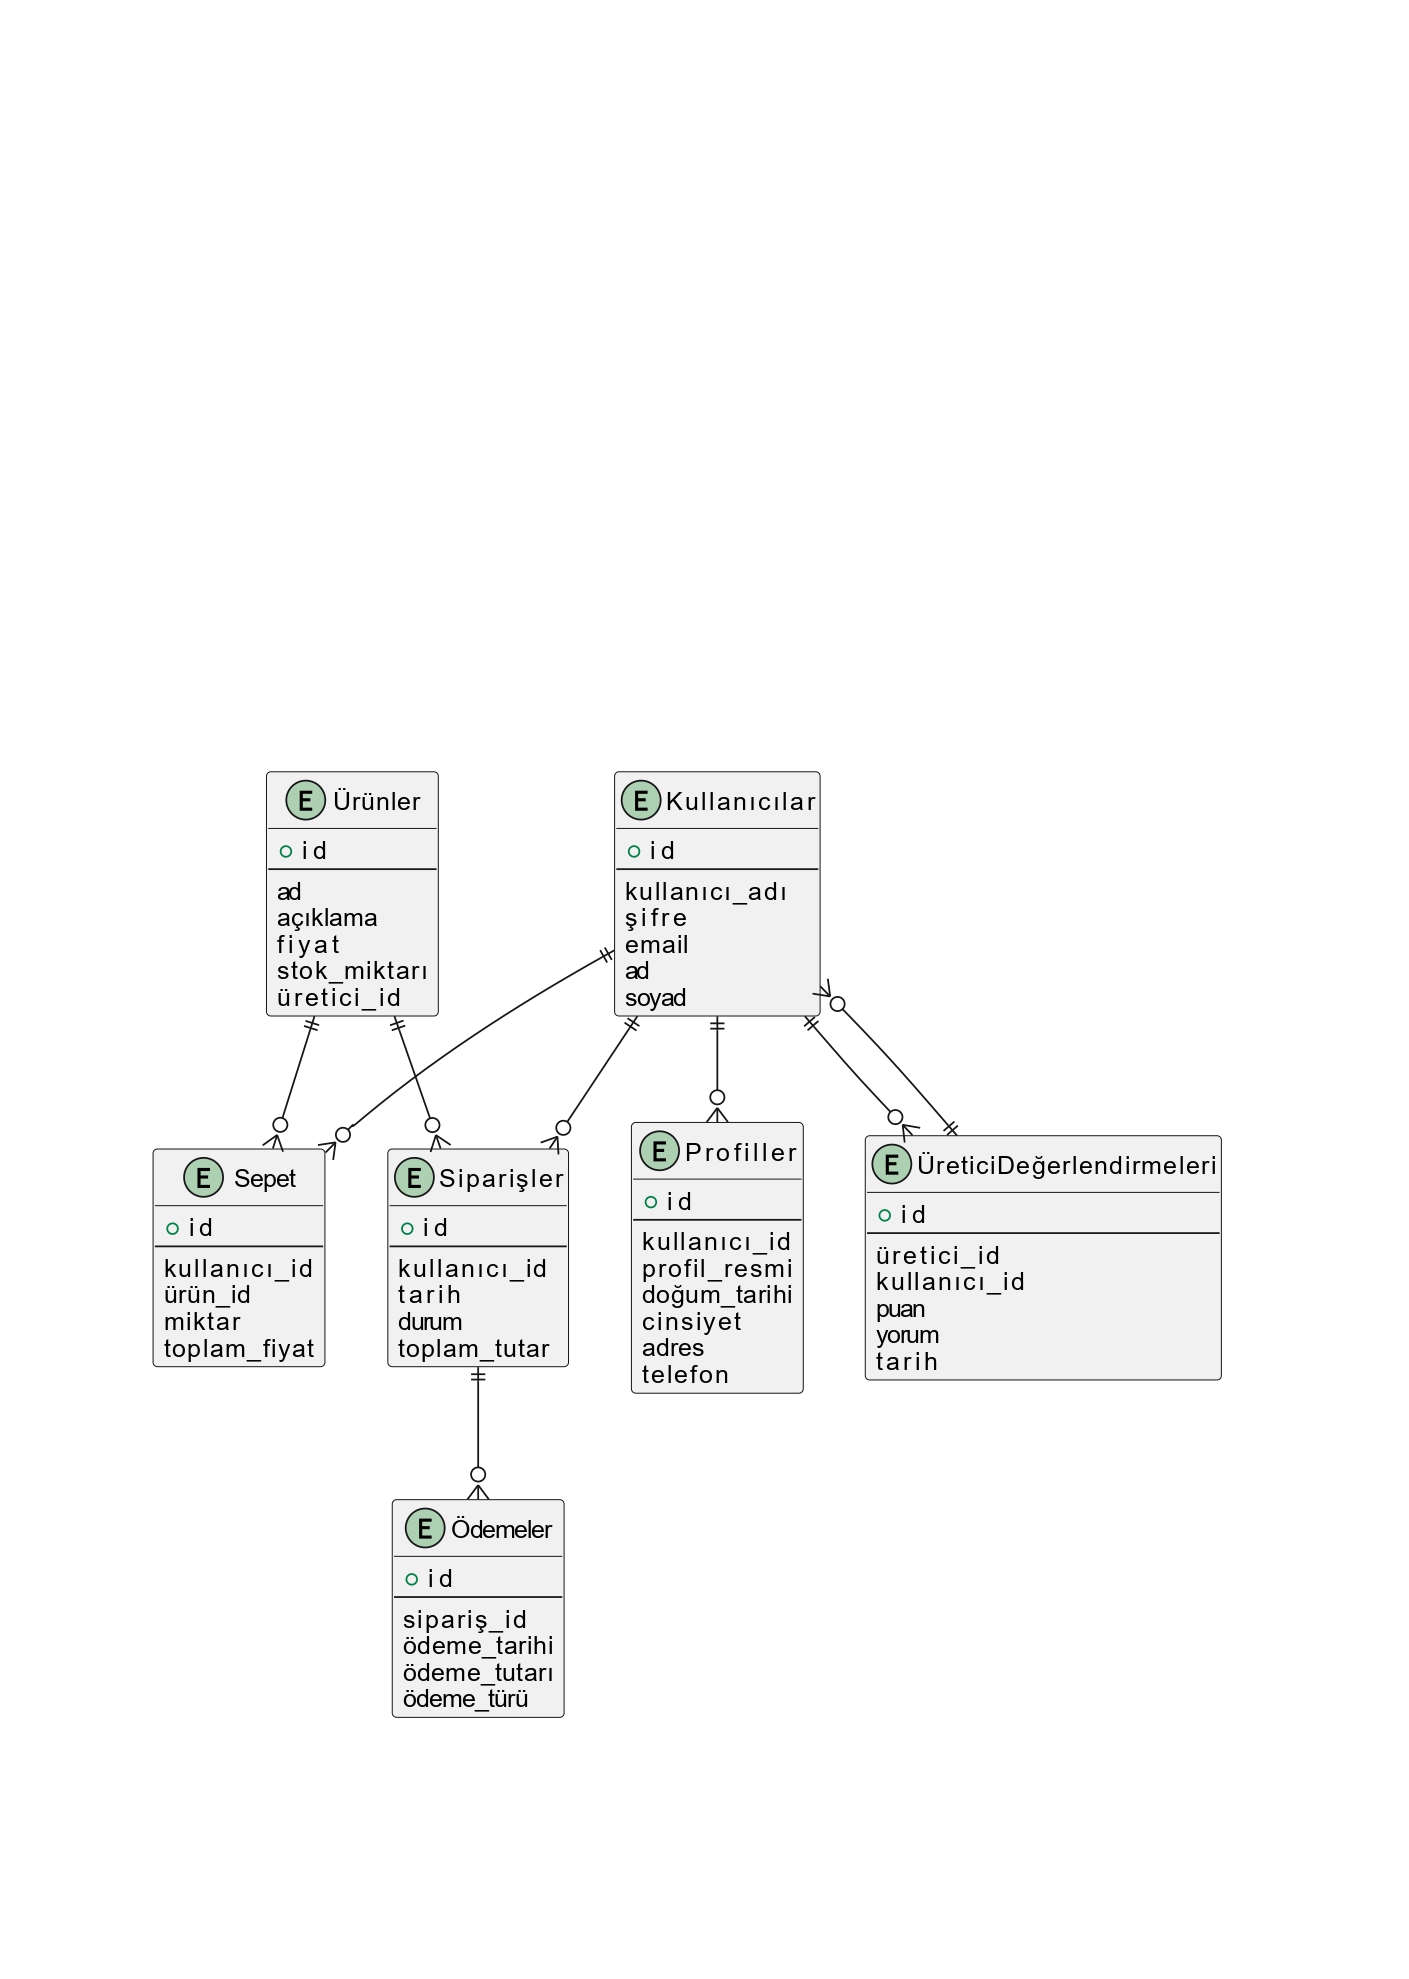 E Ürünler
id
ad
açıklama
fiyat
stok_miktarı
üretici_id
E Kullanıcılar
id
kullanıcı_adı
şifre
email
ad
soyad
E Sepet
id
kullanıcı_id
ürün_id
miktar
toplam_fiyat
E Siparişler
id
kullanıcı_id
tarih
durum
toplam_tutar
E Profiller
id
kullanıcı_id
profil_resmi
doğum_tarihi
cinsiyet
adres
telefon
E ÜreticiDeğerlendirmeleri
id
üretici_id
kullanıcı_id
puan
yorum
tarih
E Ödemeler
id
sipariş_id
ödeme_tarihi
ödeme_tutarı
ödeme_türü